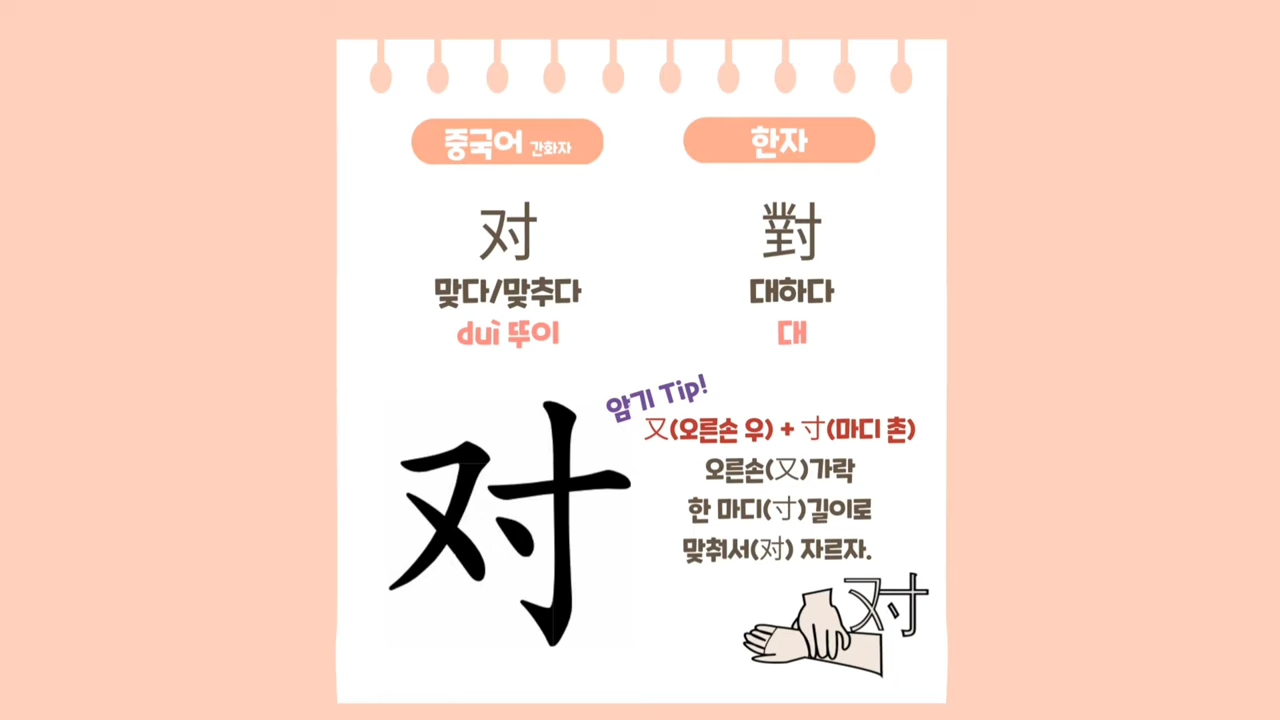 중국어 간화자
对
맞다/맞추다
duì 뚜이
한자
對
대하다
대
对
암기 Tip!
又(오른손 우) + 寸(마디 촌)
오른손(又)가락
한 마디(寸)길이로
맞춰서(对) 자르자.
对